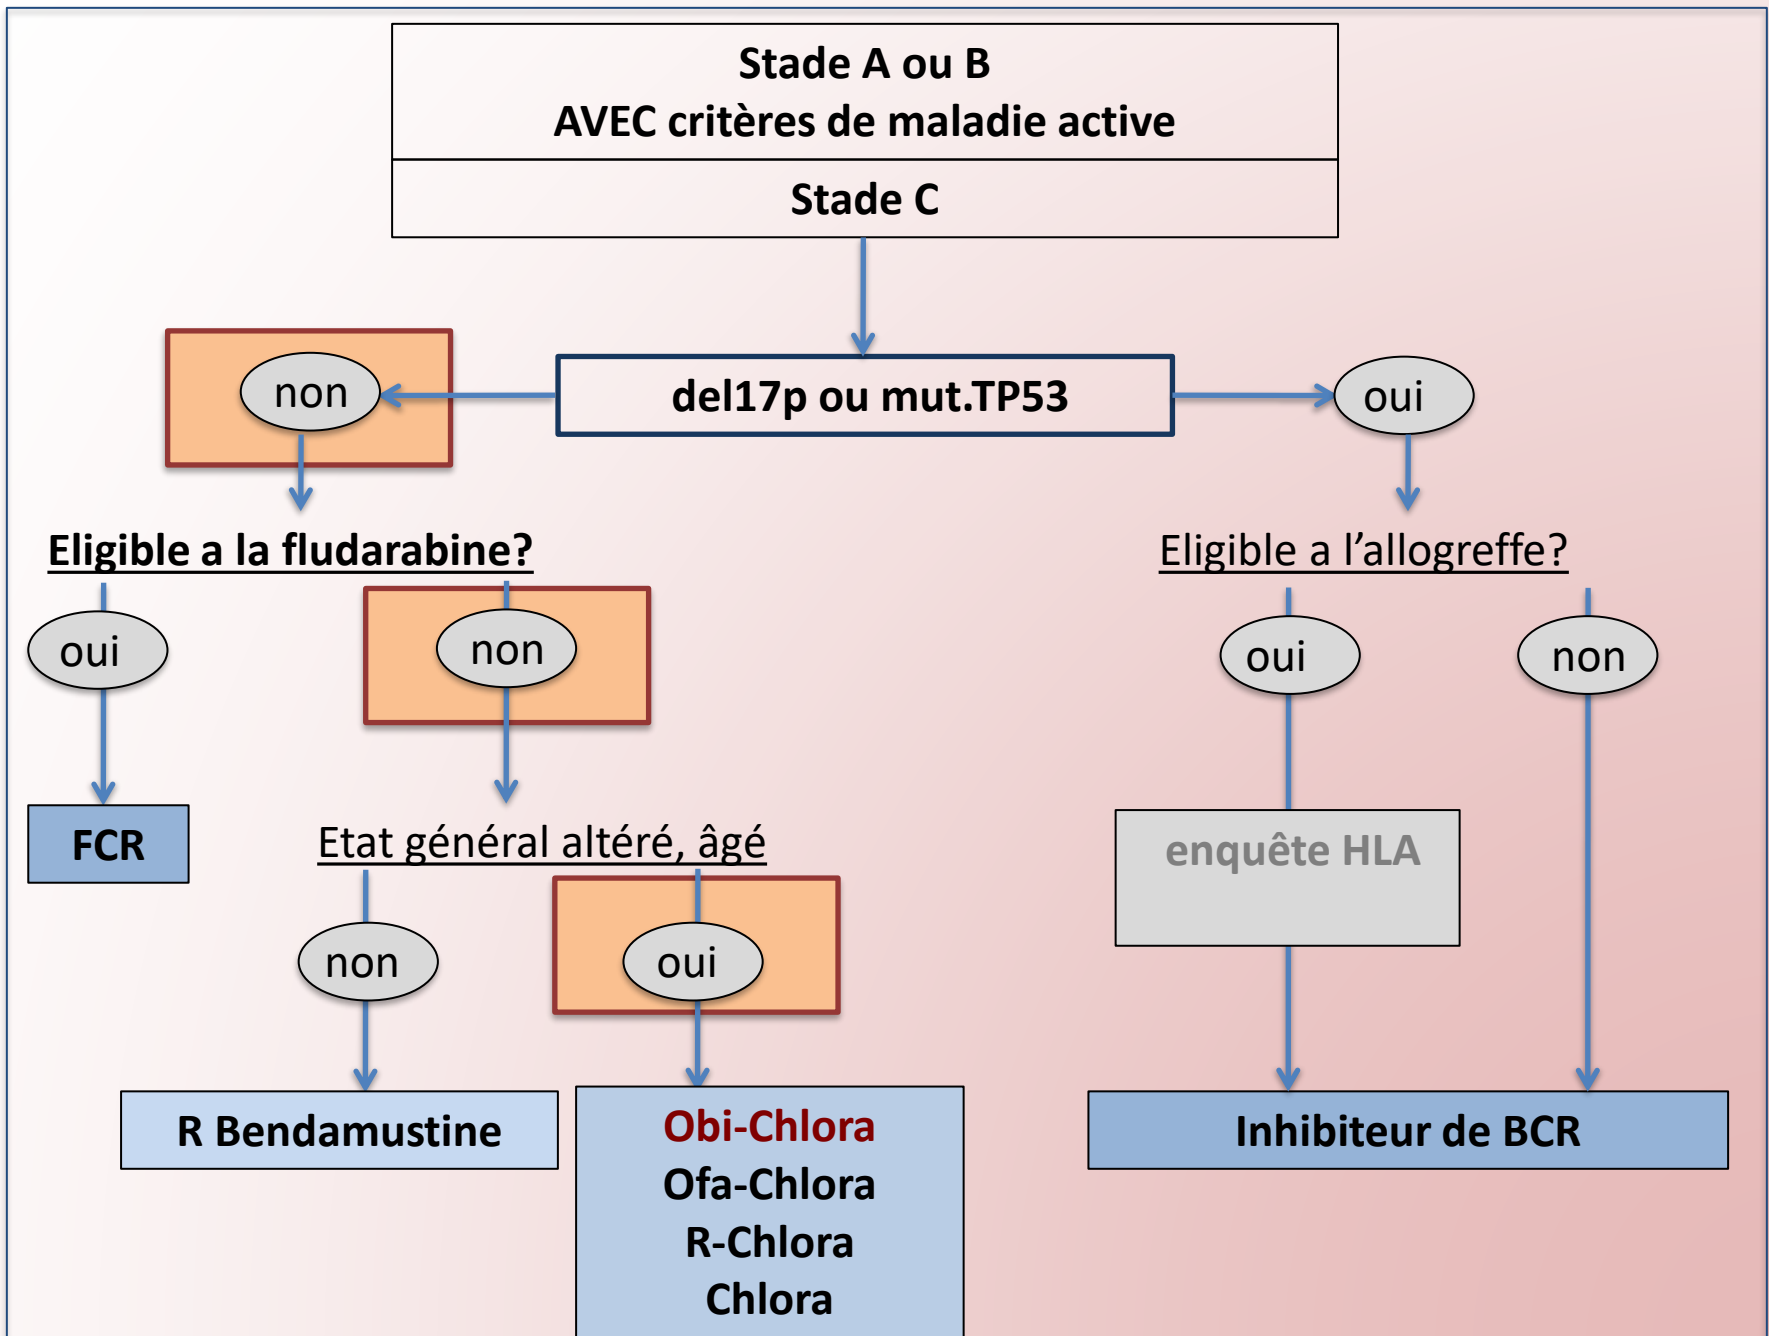 Stade A ou B
AVEC critères de maladie active
Stade C
non
del17p ou mut.TP53
oui
Eligible a la fludarabine?
Eligible a l’allogreffe?
oui
non
oui
non
FCR
Etat général altéré, âgé
enquête HLA
non
oui
R Bendamustine
Obi-Chlora
Ofa-Chlora
R-Chlora
Chlora
Inhibiteur de BCR